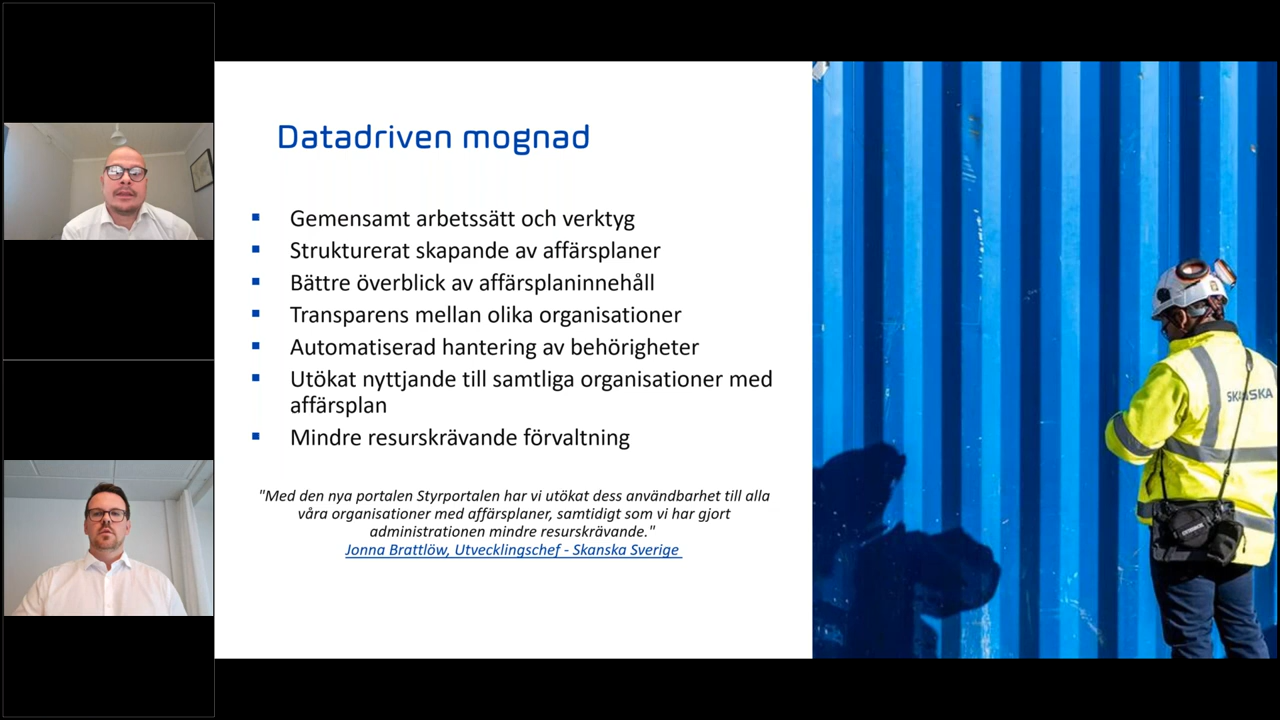 Datadriven mognad
Gemensamt arbetssätt och verktyg
Strukturerat skapande av affärsplaner
Bättre överblick av affärsplaninnehåll
Transparens mellan olika organisationer
Automatiserad hantering av behörigheter
Utökat nyttjande till samtliga organisationer med
affärsplan
Mindre resurskrävande förvaltning
"Med den nya portalen Styrportalen har vi utökat dess användbarhet till alla
våra organisationer med affärsplaner, samtidigt som vi har gjort
administrationen mindre resurskrävande."
Jonna Brattlöw, Utvecklingschef - Skanska Sverige
SKANSKA